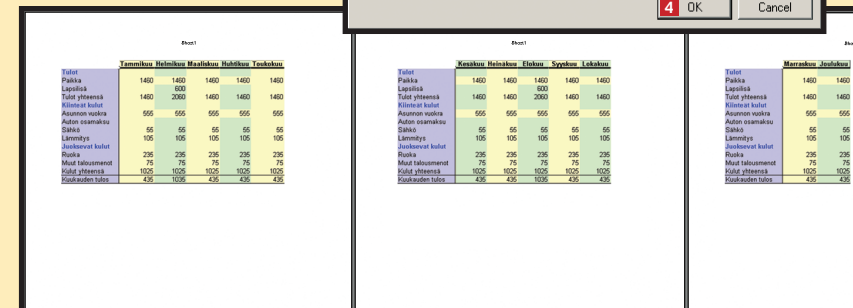 4 OK Cancel
Sheet1
Tammikuu Helmikuu Maaliskuu Huhtikuu Toukokuu
Tulot
Paikka 1460 1460 1460 1460 1460
Lapsilisä 600
Tulot yhteensä 1460 2060 1460 1460 1460
Kiinteät kulut
Asunnon vuokra 555 555 555 555 555
Auton osamaksu
Sähkö 55 55 55 55 55
Lämmitys 105 105 105 105 105
Juoksevat kulut
Ruoka 235 235 235 235 235
Muut talousmenot 75 75 75 75 75
Kulut yhteensä 1025 1025 1025 1025 1025
Kuukauden tulos 435 1035 435 435 435
Sheet1
Kesäkuu Heinäkuu Elokuu Syyskuu Lokakuu
Tulot
Paikka 1460 1460 1460 1460 1460
Lapsilisä 600
Tulot yhteensä 1460 1460 2060 1460 1460
Kiinteät kulut
Asunnon vuokra 555 555 555 555 555
Auton osamaksu
Sähkö 55 55 55 55 55
Lämmitys 105 105 105 105 105
Juoksevat kulut
Ruoka 235 235 235 235 235
Muut talousmenot 75 75 75 75 75
Kulut yhteensä 1025 1025 1025 1025 1025
Kuukauden tulos 435 435 1035 435 435
Marraskuu Joulukuu
Tulot
Paikka 1460 1460
Lapsilisä
Tulot yhteensä 1460 1460
Kiinteät kulut
Asunnon vuokra 555 555
Auton osamaksu
Sähkö 55 55
Lämmitys 105 105
Juoksevat kulut
Ruoka 235 235
Muut talousmenot 75 75
Kulut yhteensä 1025 1025
Kuukauden tulos 435 435